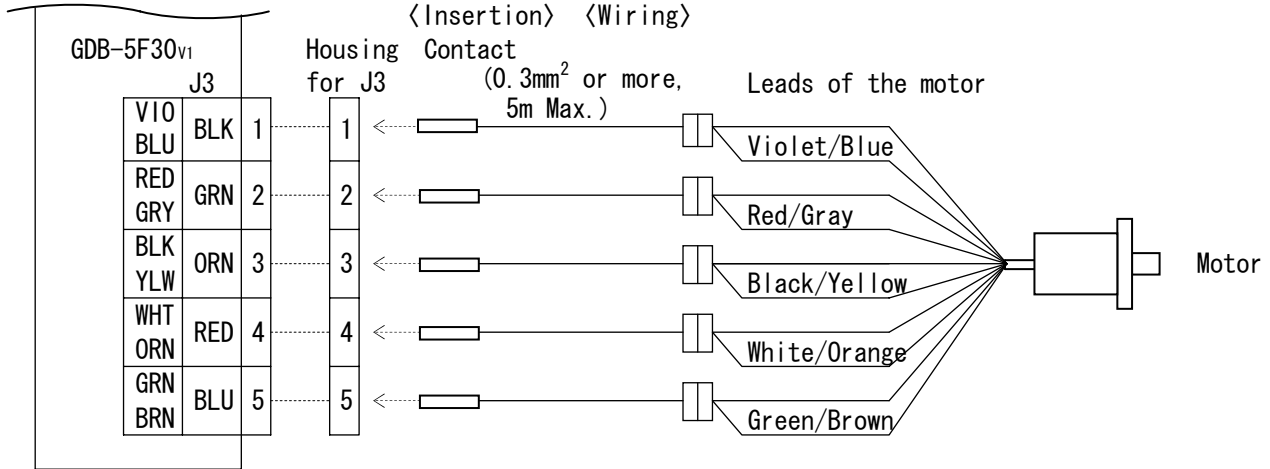 〈Insertion〉 〈Wiring〉
GDB-5F30V1
Housing Contact
J3
for J3
(0.3mm² or more,
5m Max.)
Leads of the motor
VIO
BLU
BLK
1
1
Violet/Blue
RED
GRY
GRN
2
2
Red/Gray
BLK
YLW
ORN
3
3
Black/Yellow
Motor
WHT
ORN
RED
4
4
White/Orange
GRN
BRN
BLU
5
5
Green/Brown